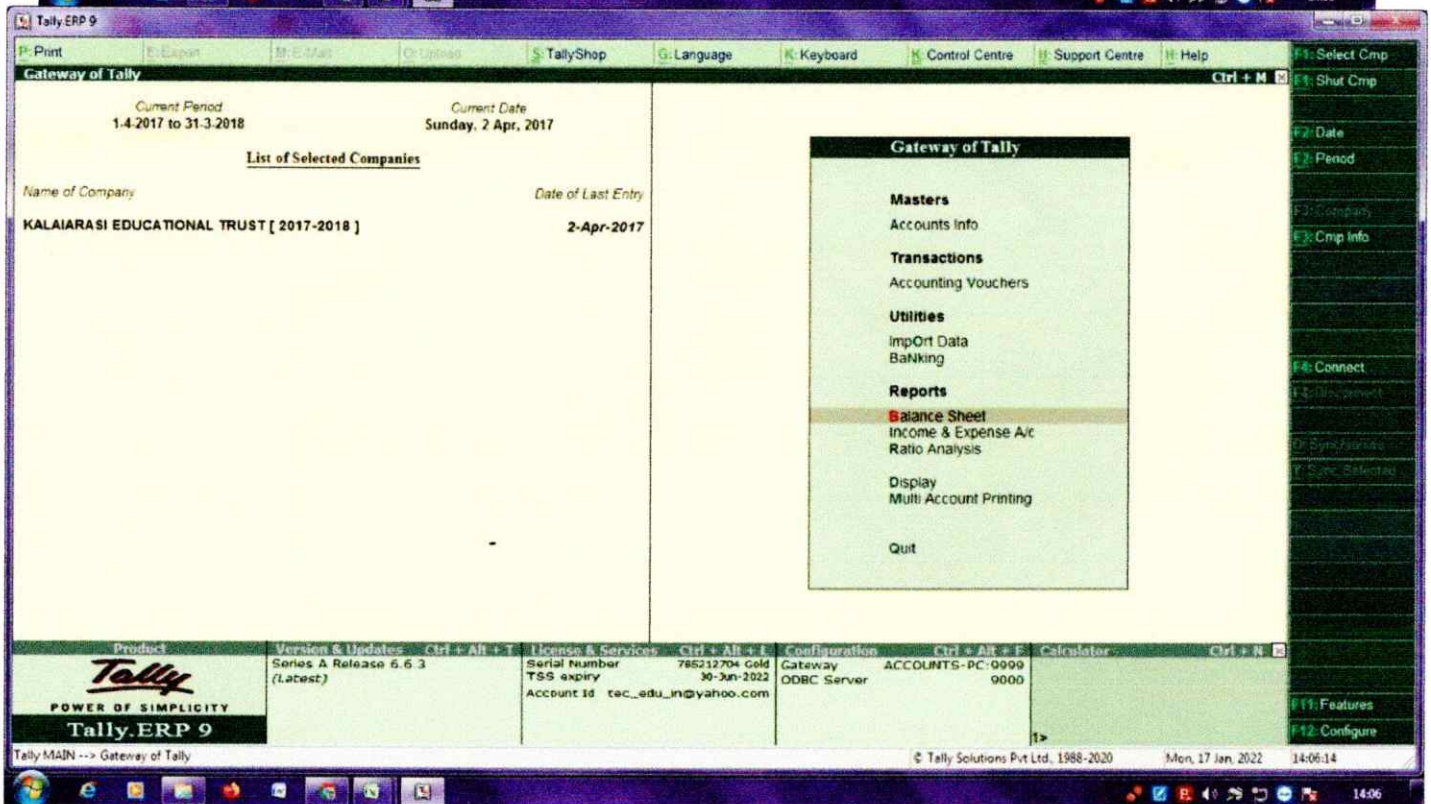 Tally.ERP 9
P: Print E: Export M: E-Mail O: Upload S: TallyShop G: Language K: Keyboard K: Control Centre H: Support Centre H: Help F1: Select Cmp
Gateway of Tally Ctrl + M F1: Shut Cmp
Current Period Current Date
1-4-2017 to 31-3-2018 Sunday, 2 Apr, 2017
F2: Date
F2: Period
List of Selected Companies
Name of Company Date of Last Entry
KALAIARASI EDUCATIONAL TRUST [ 2017-2018 ] 2-Apr-2017
F3: Company
F3: Cmp Info
Gateway of Tally
Masters
Accounts Info
Transactions
Accounting Vouchers
Utilities
ImpOrt Data
BaNking
Reports
Balance Sheet
Income & Expense A/c
Ratio Analysis
Display
Multi Account Printing
Quit
F4: Connect
F11: Features
F12: Configure
Product
Tally
POWER OF SIMPLICITY
Tally.ERP 9
Version & Updates Ctrl + Alt + T
Series A Release 6.6.3
(Latest)
License & Services Ctrl + Alt + L
Serial Number 785212704 Gold
TSS expiry 30-Jun-2022
Account Id tec_edu_in@yahoo.com
Configuration Ctrl + Alt + F
Gateway ACCOUNTS-PC:9999
ODBC Server 9000
Calculator Ctrl + N
1>
Tally MAIN --> Gateway of Tally © Tally Solutions Pvt Ltd., 1988-2020 Mon, 17 Jan, 2022 14:06:14
14:06